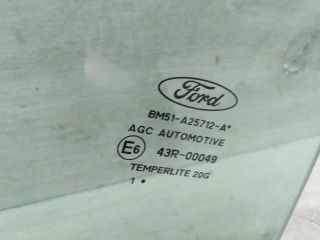 Ford
BM51-A25712-A*
AGC AUTOMOTIVE
E6 43R-00049
TEMPERLITE 20G
1 •